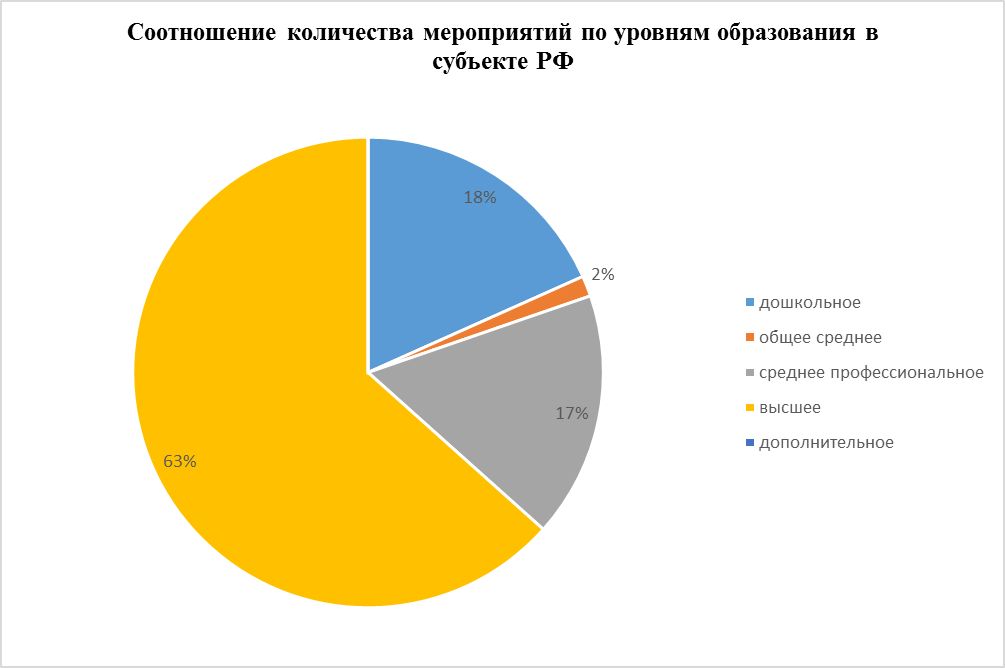 Соотношение количества мероприятий по уровням образования в
субъекте РФ
18%
2%
17%
63%
дошкольное
общее среднее
среднее профессиональное
высшее
дополнительное